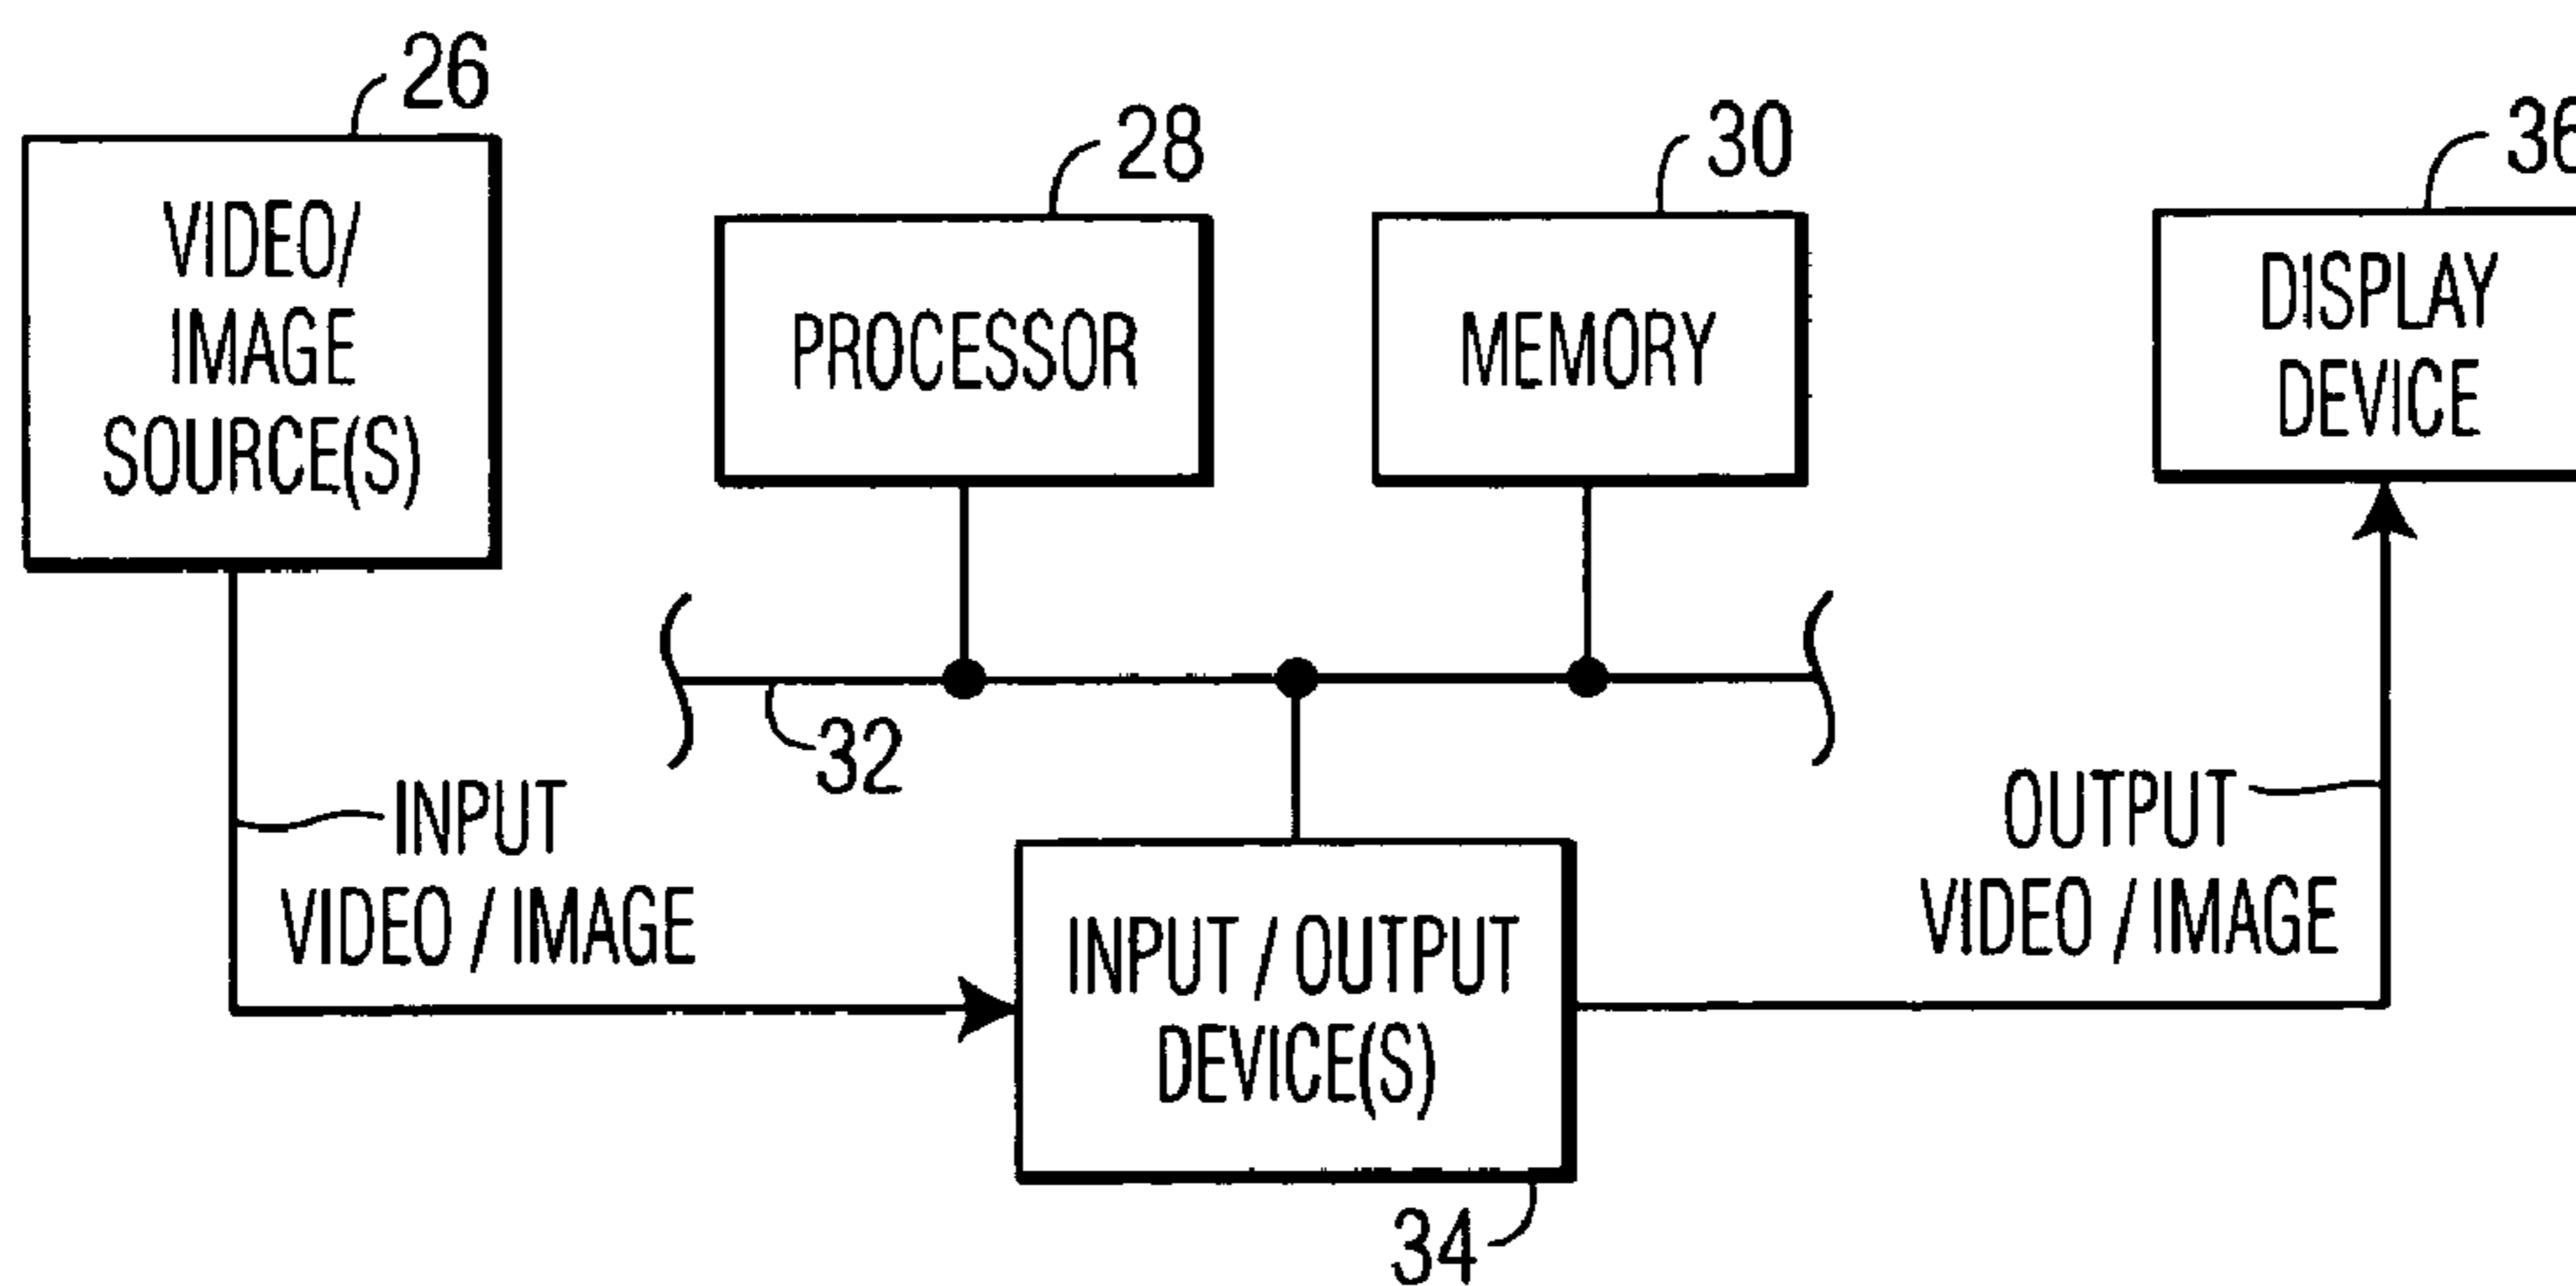 26
VIDEO/
IMAGE
SOURCE(S)
28
PROCESSOR
30
MEMORY
36
DISPLAY
DEVICE
32
INPUT
VIDEO / IMAGE
OUTPUT
VIDEO / IMAGE
INPUT / OUTPUT
DEVICE(S)
34